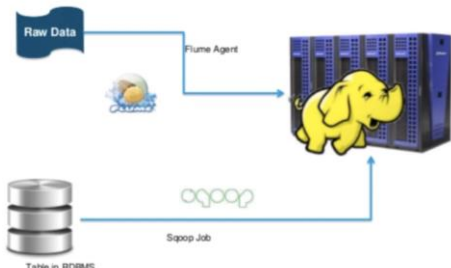 Raw Data
Flume Agent
sqoop
Sqoop Job
Table in RDBMS